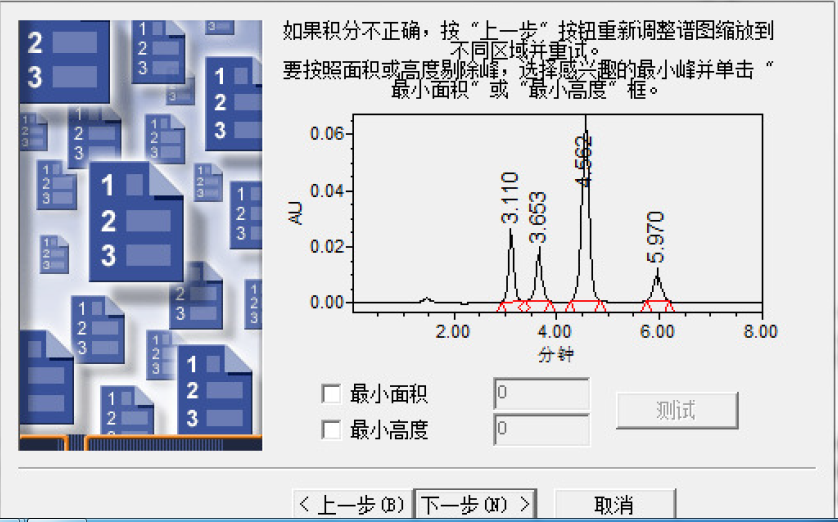 如果积分不正确，按“上一步”按钮重新调整谱图缩放到
不同区域并重试。
要按照面积或高度剔除峰，选择感兴趣的最小峰并单击“
最小面积”或“最小高度”框。
0.06
0.04
0.02
0.00
AU
3.110
3.653
4.562
5.970
2.00 4.00 6.00 8.00
分钟
最小面积 0
最小高度 0
测试
< 上一步(B) 下一步(N) > 取消
1
2
3